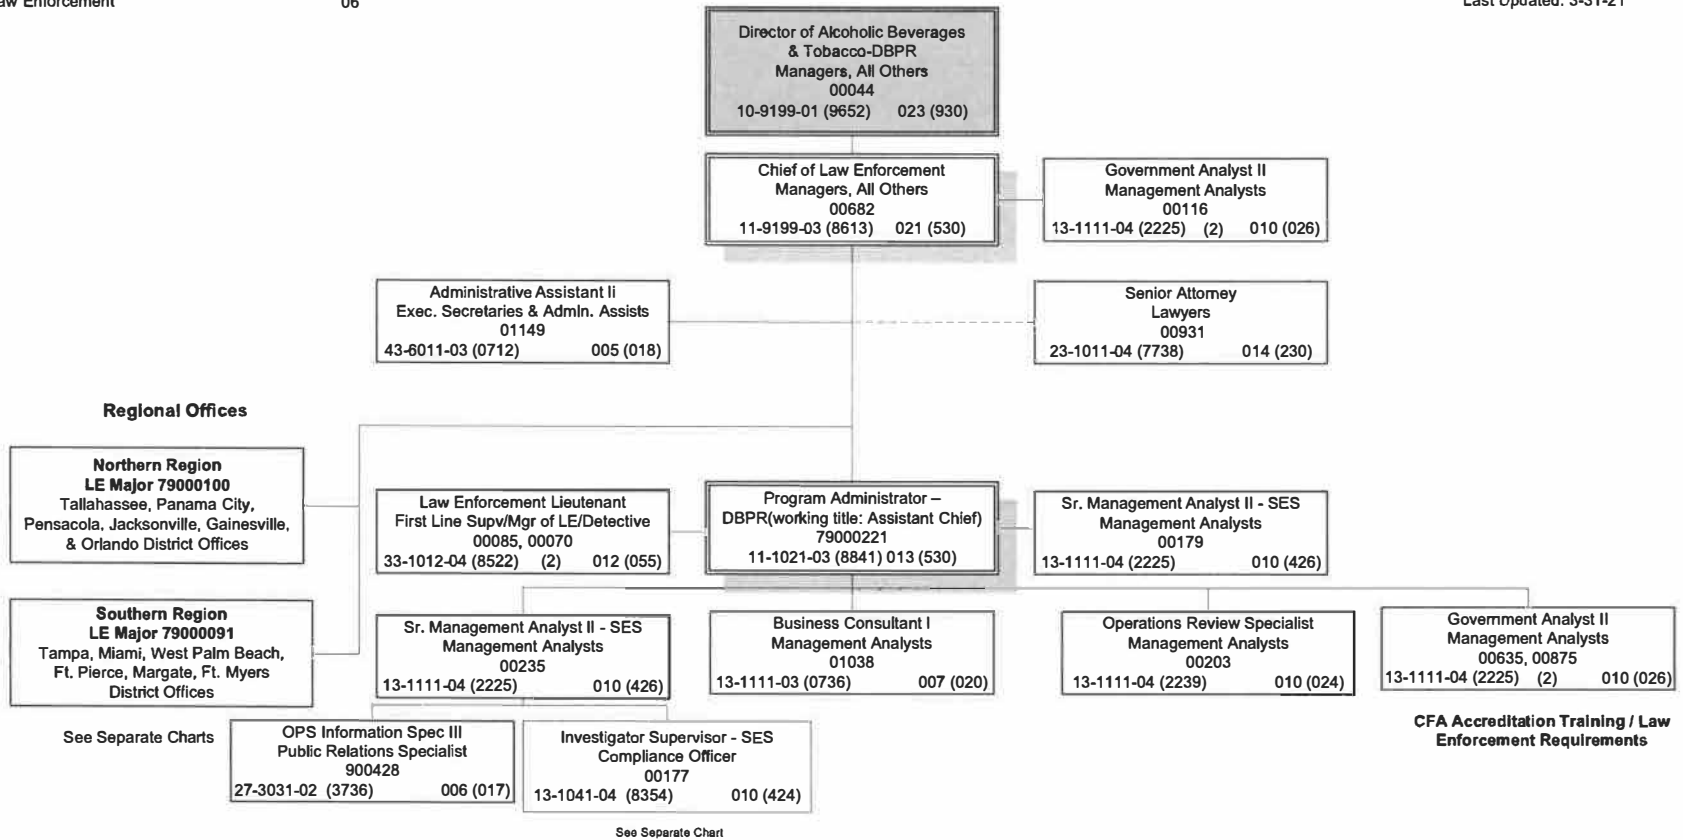 Law Enforcement 06 Last Updated: 3-31-21
Director of Alcoholic Beverages
& Tobacco-DBPR
Managers, All Others
00044
10-9199-01 (9652) 023 (930)
Chief of Law Enforcement
Managers, All Others
00682
11-9199-03 (8613) 021 (530)
Government Analyst II
Management Analysts
00116
13-1111-04 (2225) (2) 010 (026)
Administrative Assistant Ii
Exec. Secretaries & Admln. Assists
01149
43-6011-03 (0712) 005 (018)
Senior Attorney
Lawyers
00931
23-1011-04 (7738) 014 (230)
Regional Offices
Northern Region
LE Major 79000100
Tallahassee, Panama City,
Pensacola, Jacksonville, Gainesville,
& Orlando District Offices
Law Enforcement Lieutenant
First Line Supv/Mgr of LE/Detective
00085, 00070
33-1012-04 (8522) (2) 012 (055)
Program Administrator –
DBPR(working title: Assistant Chief)
79000221
11-1021-03 (8841) 013 (530)
Sr. Management Analyst II - SES
Management Analysts
00179
13-1111-04 (2225) 010 (426)
Southern Region
LE Major 79000091
Tampa, Miami, West Palm Beach,
Ft. Pierce, Margate, Ft. Myers
District Offices
Sr. Management Analyst II - SES
Management Analysts
00235
13-1111-04 (2225) 010 (426)
Business Consultant I
Management Analysts
01038
13-1111-03 (0736) 007 (020)
Operations Review Specialist
Management Analysts
00203
13-1111-04 (2239) 010 (024)
Government Analyst II
Management Analysts
00635, 00875
13-1111-04 (2225) (2) 010 (026)
CFA Accreditation Training / Law
Enforcement Requirements
See Separate Charts
OPS Information Spec III
Public Relations Specialist
900428
27-3031-02 (3736) 006 (017)
Investigator Supervisor - SES
Compliance Officer
00177
13-1041-04 (8354) 010 (424)
See Separate Chart